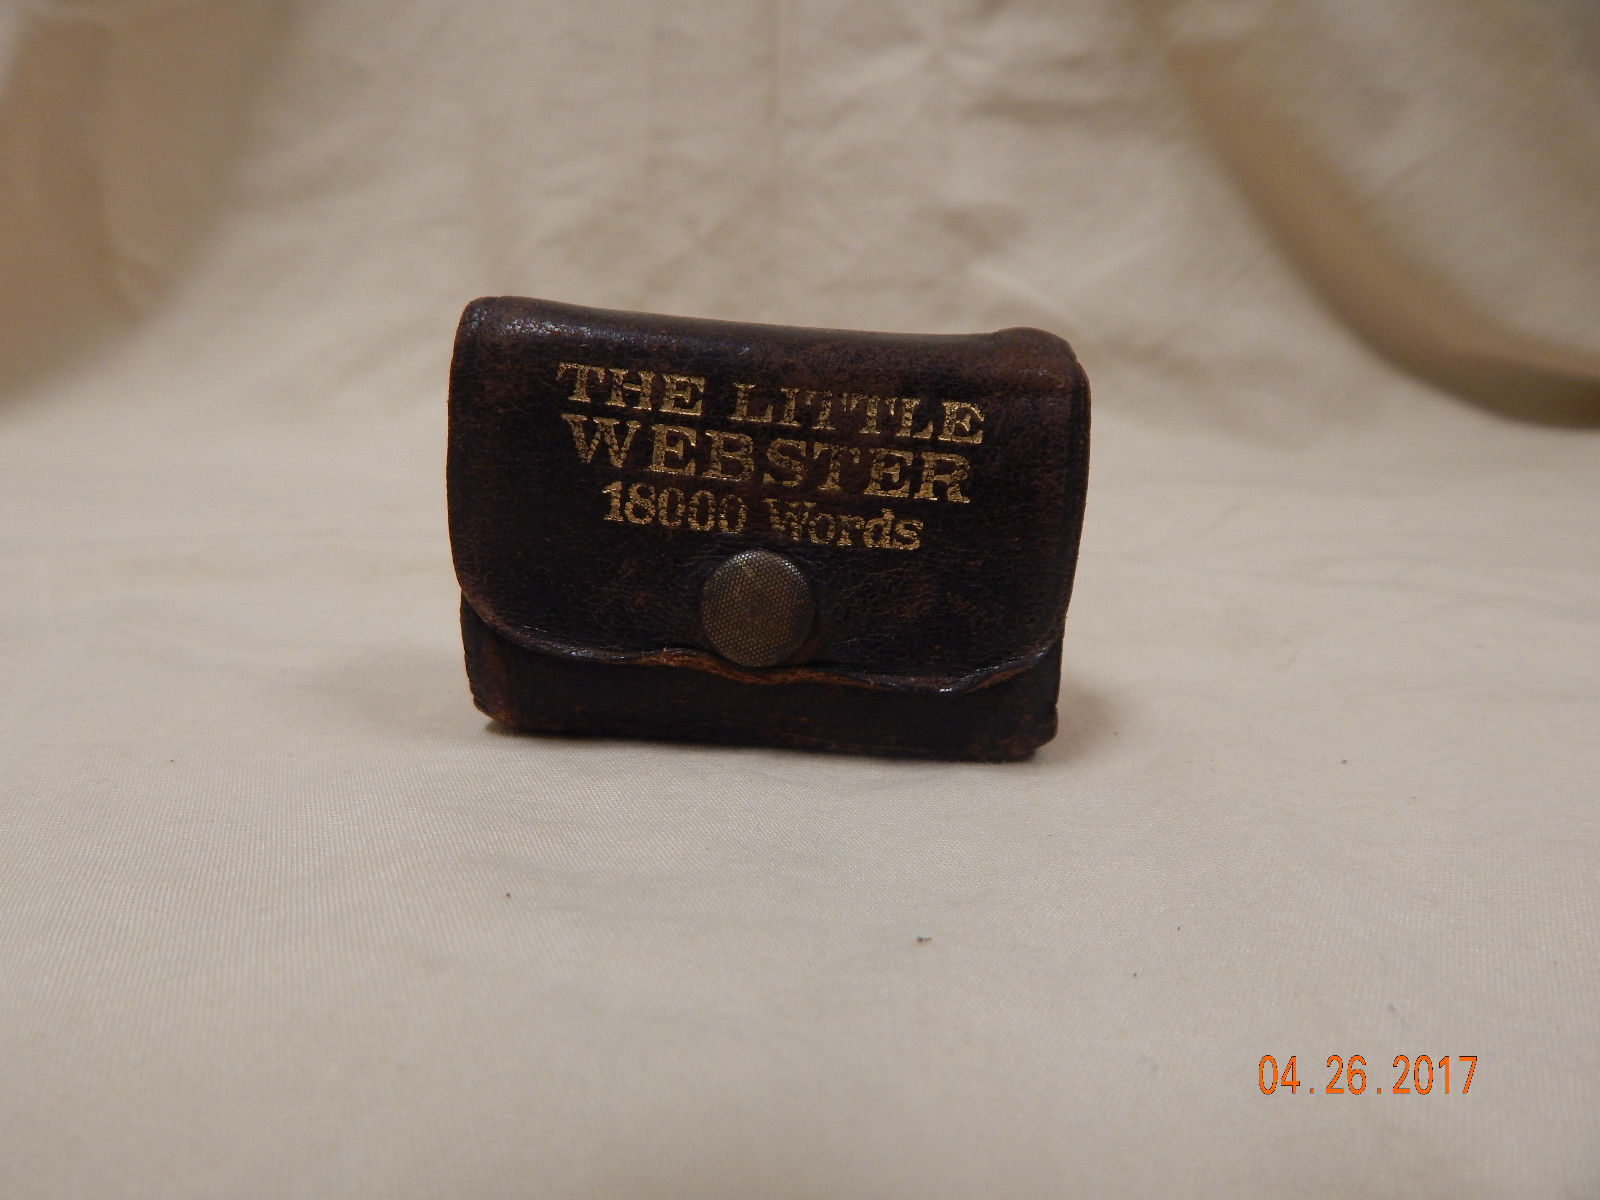 THE LITTLE
WEBSTER
18000 Words
04.26.2017